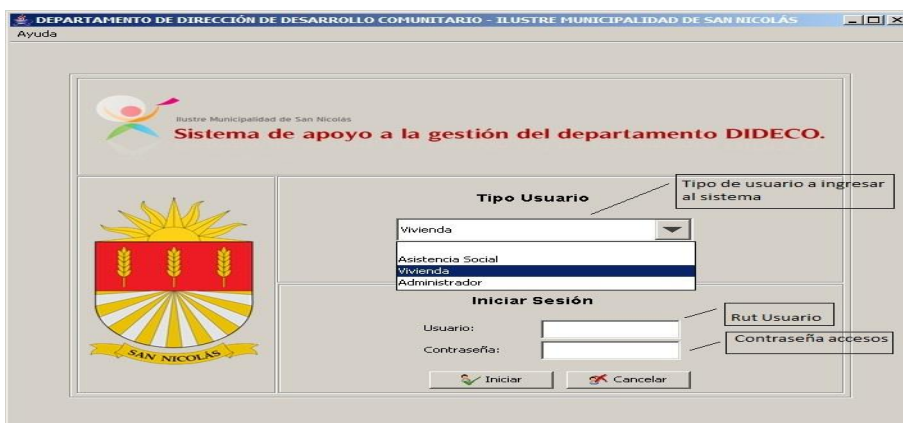 DEPARTAMENTO DE DIRECCIÓN DE DESARROLLO COMUNITARIO - ILUSTRE MUNICIPALIDAD DE SAN NICOLÁS
Ayuda
Ilustre Municipalidad de San Nicolás
Sistema de apoyo a la gestión del departamento DIDECO.
Tipo de usuario a ingresar
al sistema
Tipo Usuario
Vivienda
Asistencia Social
Vivienda
Administrador
SAN NICOLÁS
Iniciar Sesión
Usuario:
Rut Usuario
Contraseña:
Contraseña accesos
Iniciar
Cancelar